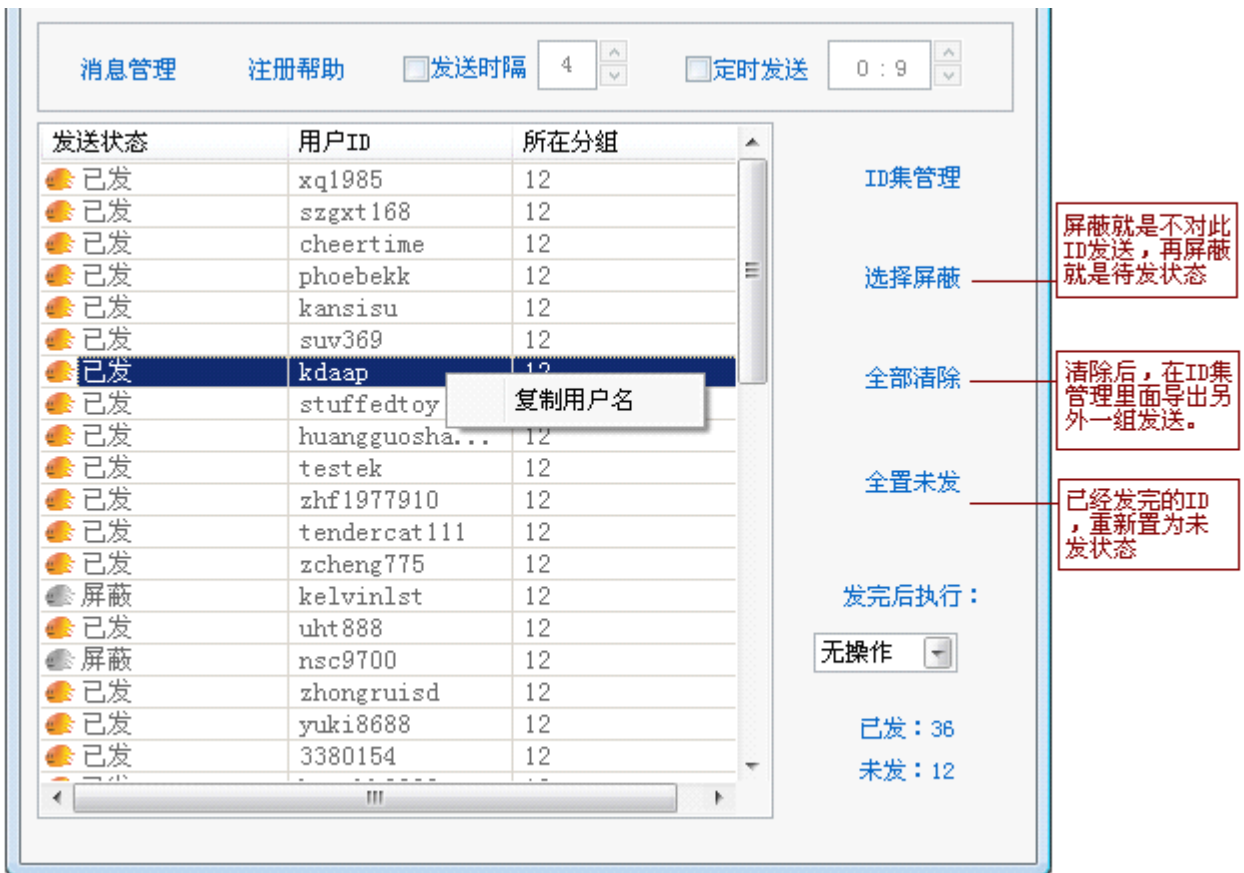 消息管理 注册帮助 发送时隔 4 定时发送 0 : 9
发送状态 用户ID 所在分组
已发 xq1985 12
已发 szgxt168 12
已发 cheertime 12
已发 phoebekk 12
已发 kansisu 12
已发 suv369 12
已发 kdaap 12
已发 stuffedtoy
已发 huangguosha... 12
已发 testek 12
已发 zhf1977910 12
已发 tendercat111 12
已发 zcheng775 12
屏蔽 kelvinlst 12
已发 uht888 12
屏蔽 nsc9700 12
已发 zhongruisd 12
已发 yuki8688 12
已发 3380154 12
复制用户名
ID集管理
选择屏蔽
全部清除
全置未发
发完后执行：
无操作
已发：36
未发：12
屏蔽就是不对此
ID发送，再屏蔽
就是待发状态
清除后，在ID集
管理里面导出另
外一组发送。
已经发完的ID
，重新置为未
发状态